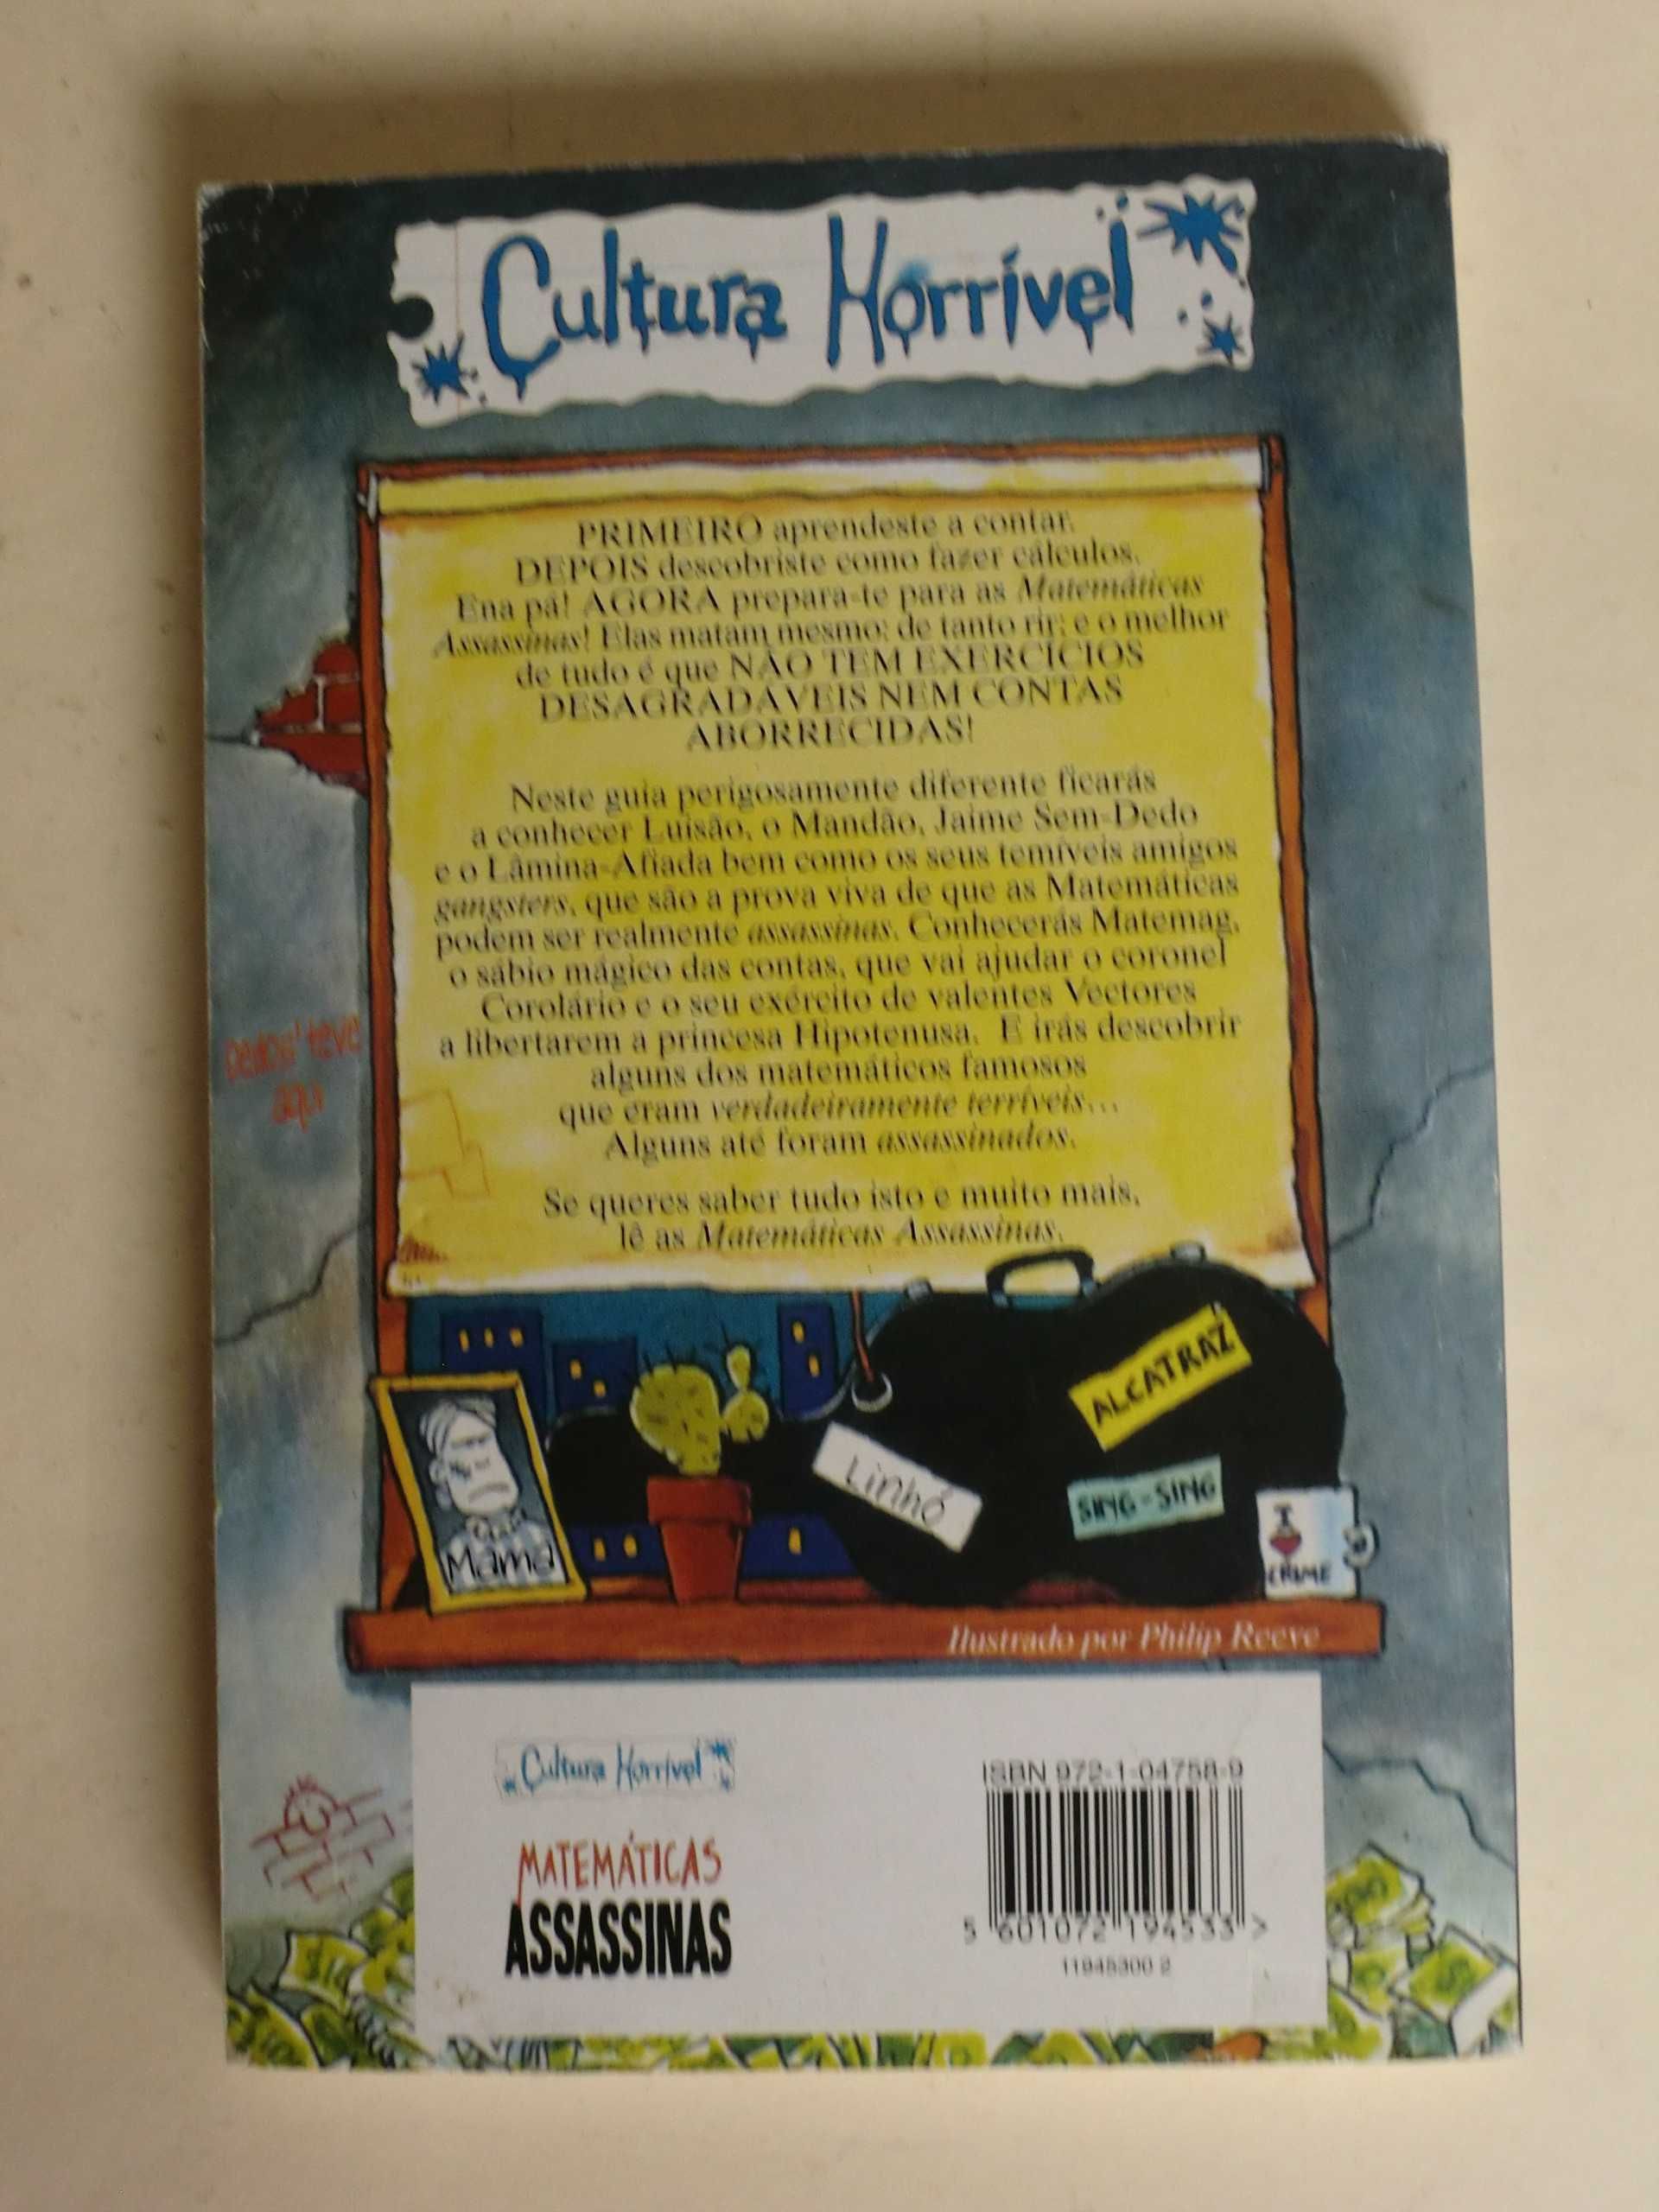 Cultura Horrível
PRIMEIRO aprendeste a contar.
DEPOIS descobriste como fazer cálculos.
Ena pá! AGORA prepara-te para as Matemáticas
Assassinas! Elas matam mesmo: de tanto rir; e o melhor
de tudo é que NÃO TEM EXERCÍCIOS
DESAGRADÁVEIS NEM CONTAS
ABORRECIDAS!
Neste guia perigosamente diferente ficarás
a conhecer Luisão, o Mandão, Jaime Sem-Dedo
e o Lâmina-Afiada bem como os seus temíveis amigos
gangsters, que são a prova viva de que as Matemáticas
podem ser realmente assassinas. Conhecerás Matemag,
o sábio mágico das contas, que vai ajudar o coronel
Corolário e o seu exército de valentes Vectores
a libertarem a princesa Hipotenusa. E irás descobrir
alguns dos matemáticos famosos
que eram verdadeiramente terríveis...
Alguns até foram assassinados.
Se queres saber tudo isto e muito mais,
lê as Matemáticas Assassinas.
ALCATRAZ
Linhó
SING-SING
I
CRIME
Mama
Ilustrado por Philip Reeve
Cultura Horrível
MATEMÁTICAS
ASSASSINAS
ISBN 972-1-04758-9
5 601072 194533 >
11945300 2